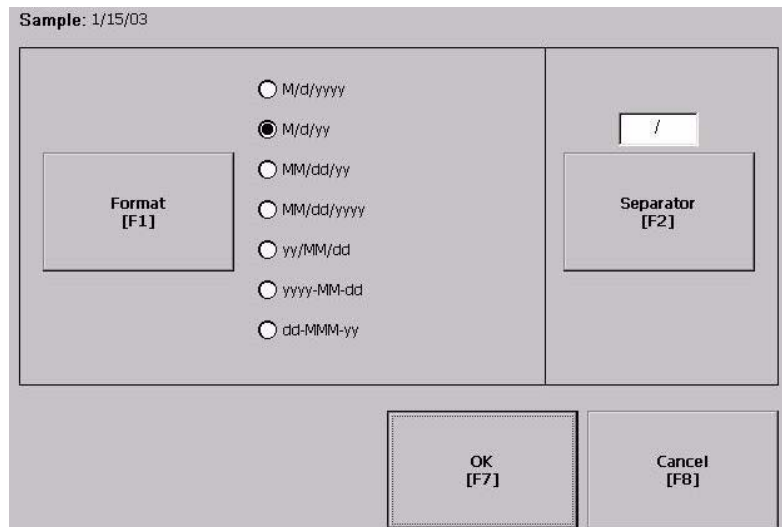 Sample: 1/15/03
M/d/yyyy
M/d/yy
MM/dd/yy
MM/dd/yyyy
yy/MM/dd
yyyy-MM-dd
dd-MMM-yy
Format
[F1]
/
Separator
[F2]
OK
[F7]
Cancel
[F8]